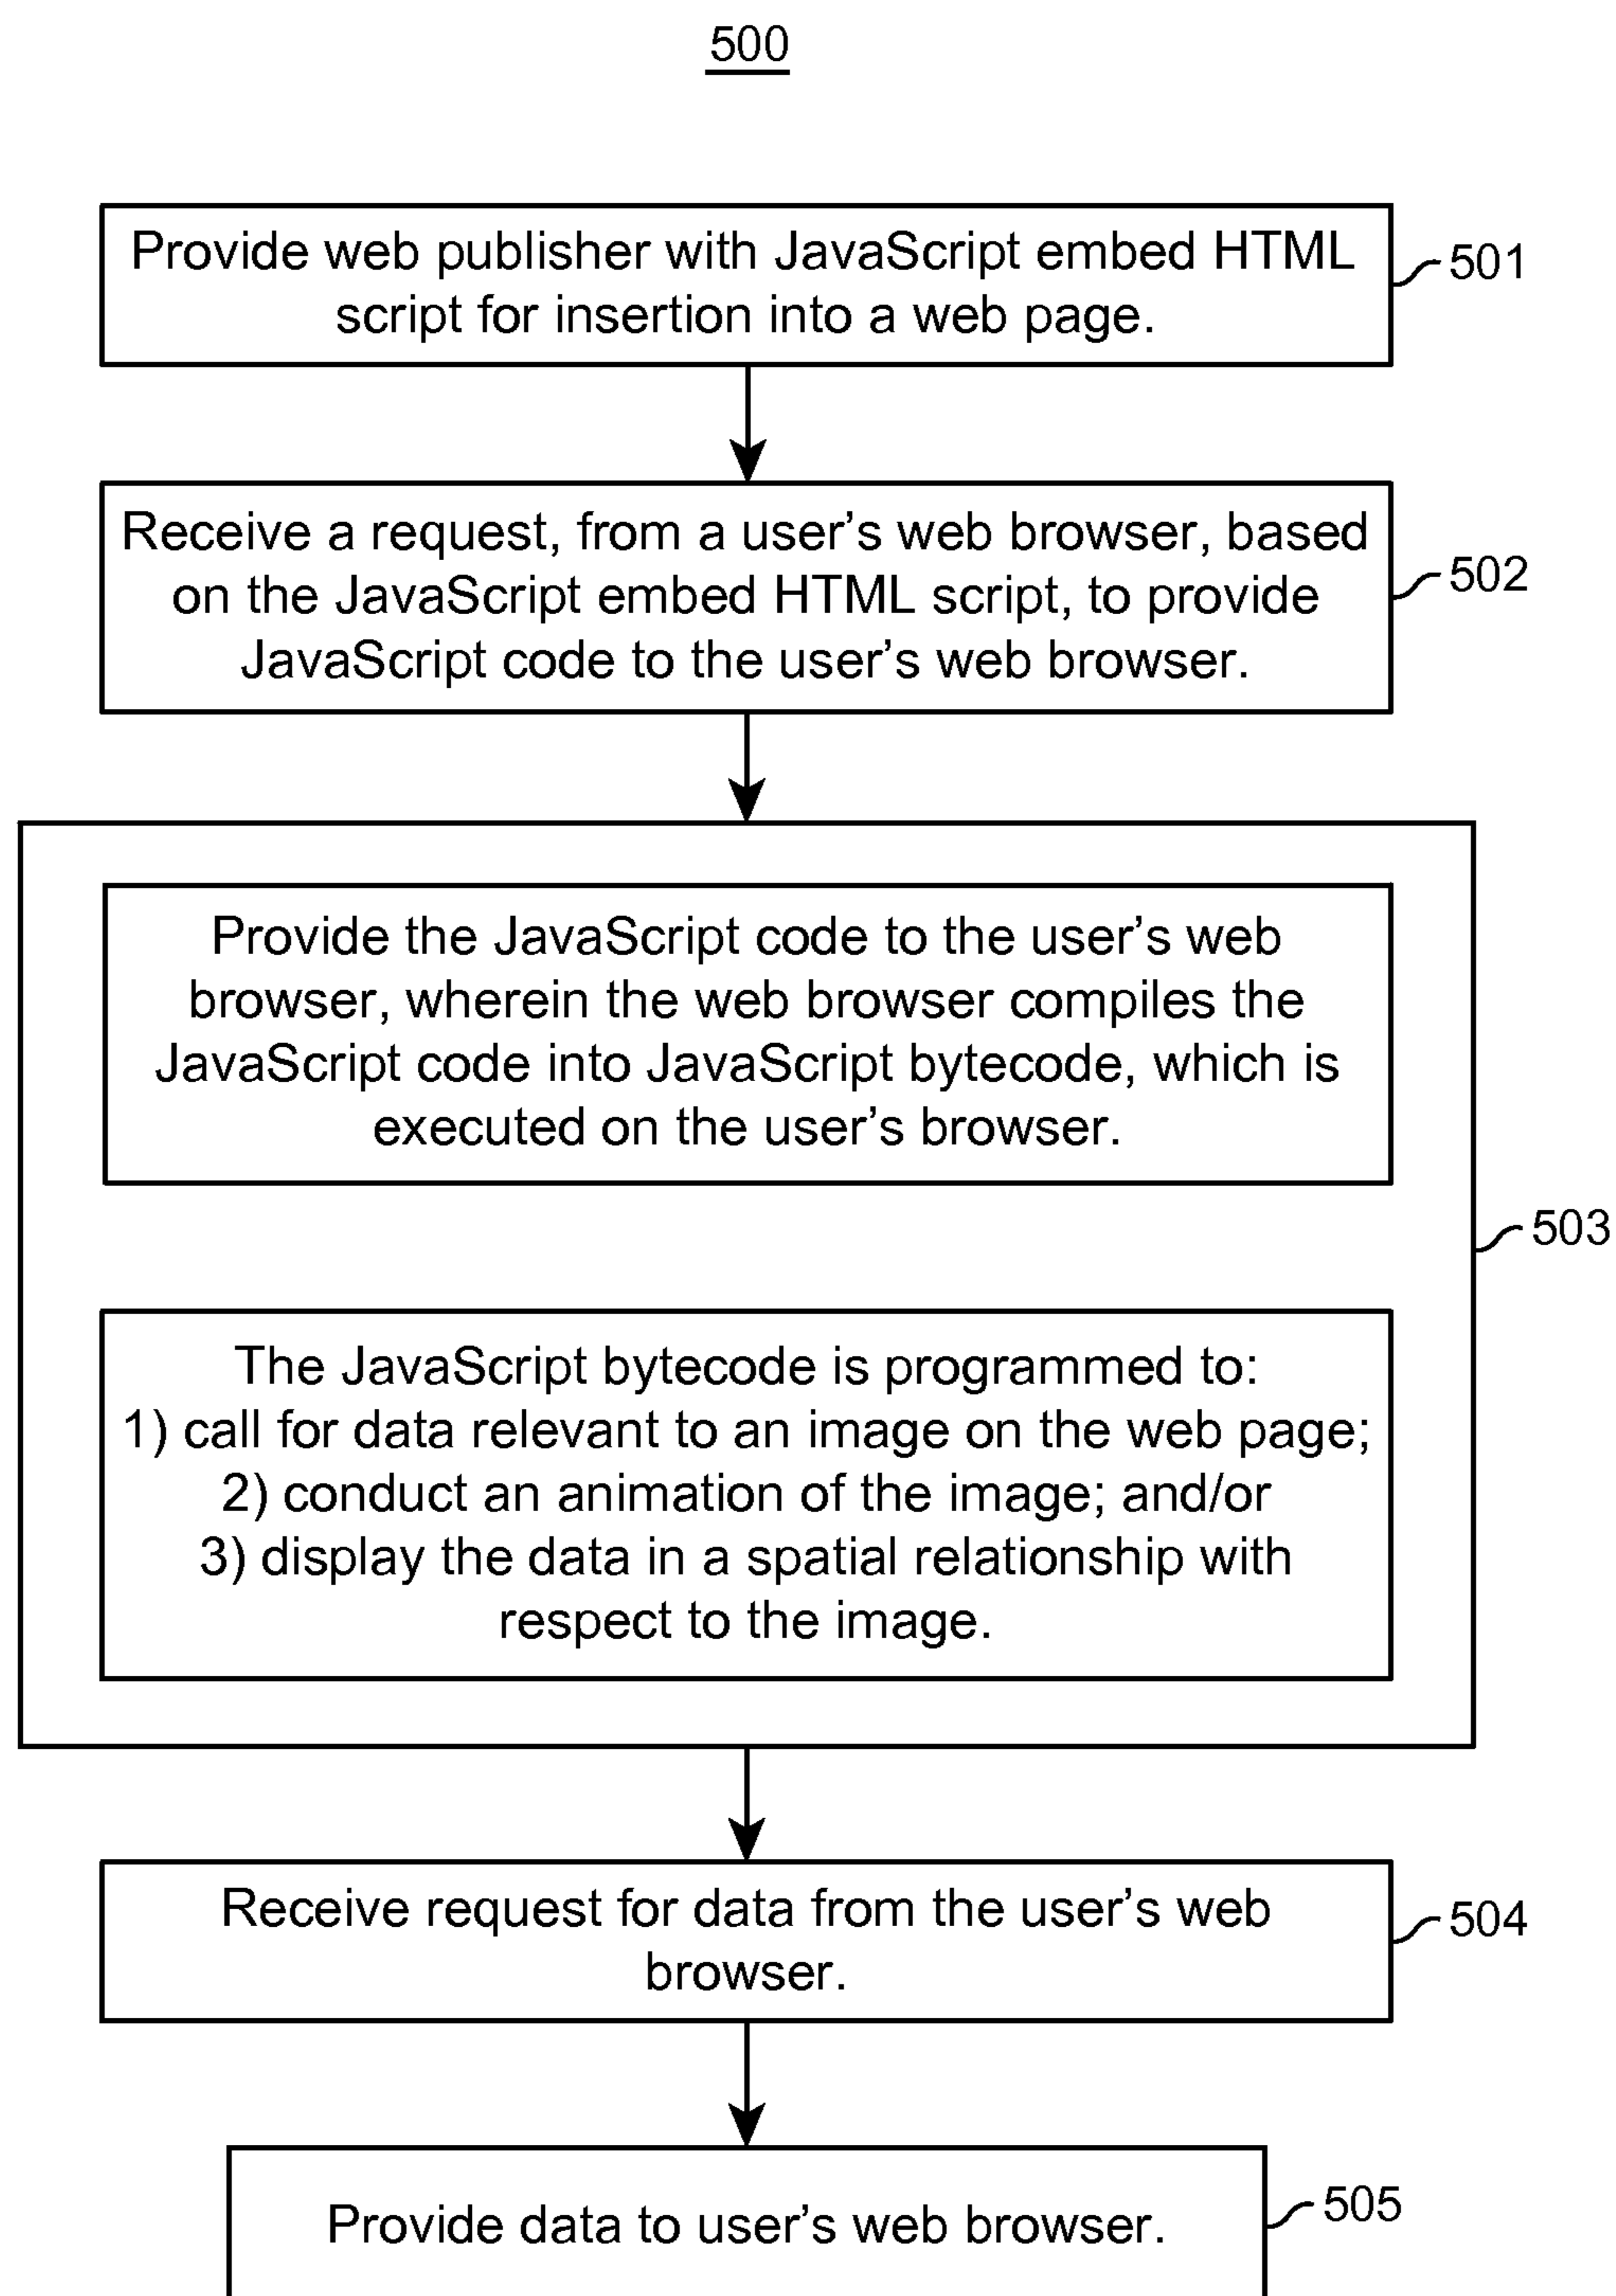 500
Provide web publisher with JavaScript embed HTML
script for insertion into a web page.
501
Receive a request, from a user's web browser, based
on the JavaScript embed HTML script, to provide
JavaScript code to the user's web browser.
502
Provide the JavaScript code to the user's web
browser, wherein the web browser compiles the
JavaScript code into JavaScript bytecode, which is
executed on the user's browser.
503
The JavaScript bytecode is programmed to:
1) call for data relevant to an image on the web page;
2) conduct an animation of the image; and/or
3) display the data in a spatial relationship with
respect to the image.
Receive request for data from the user's web
browser.
504
Provide data to user's web browser.
505